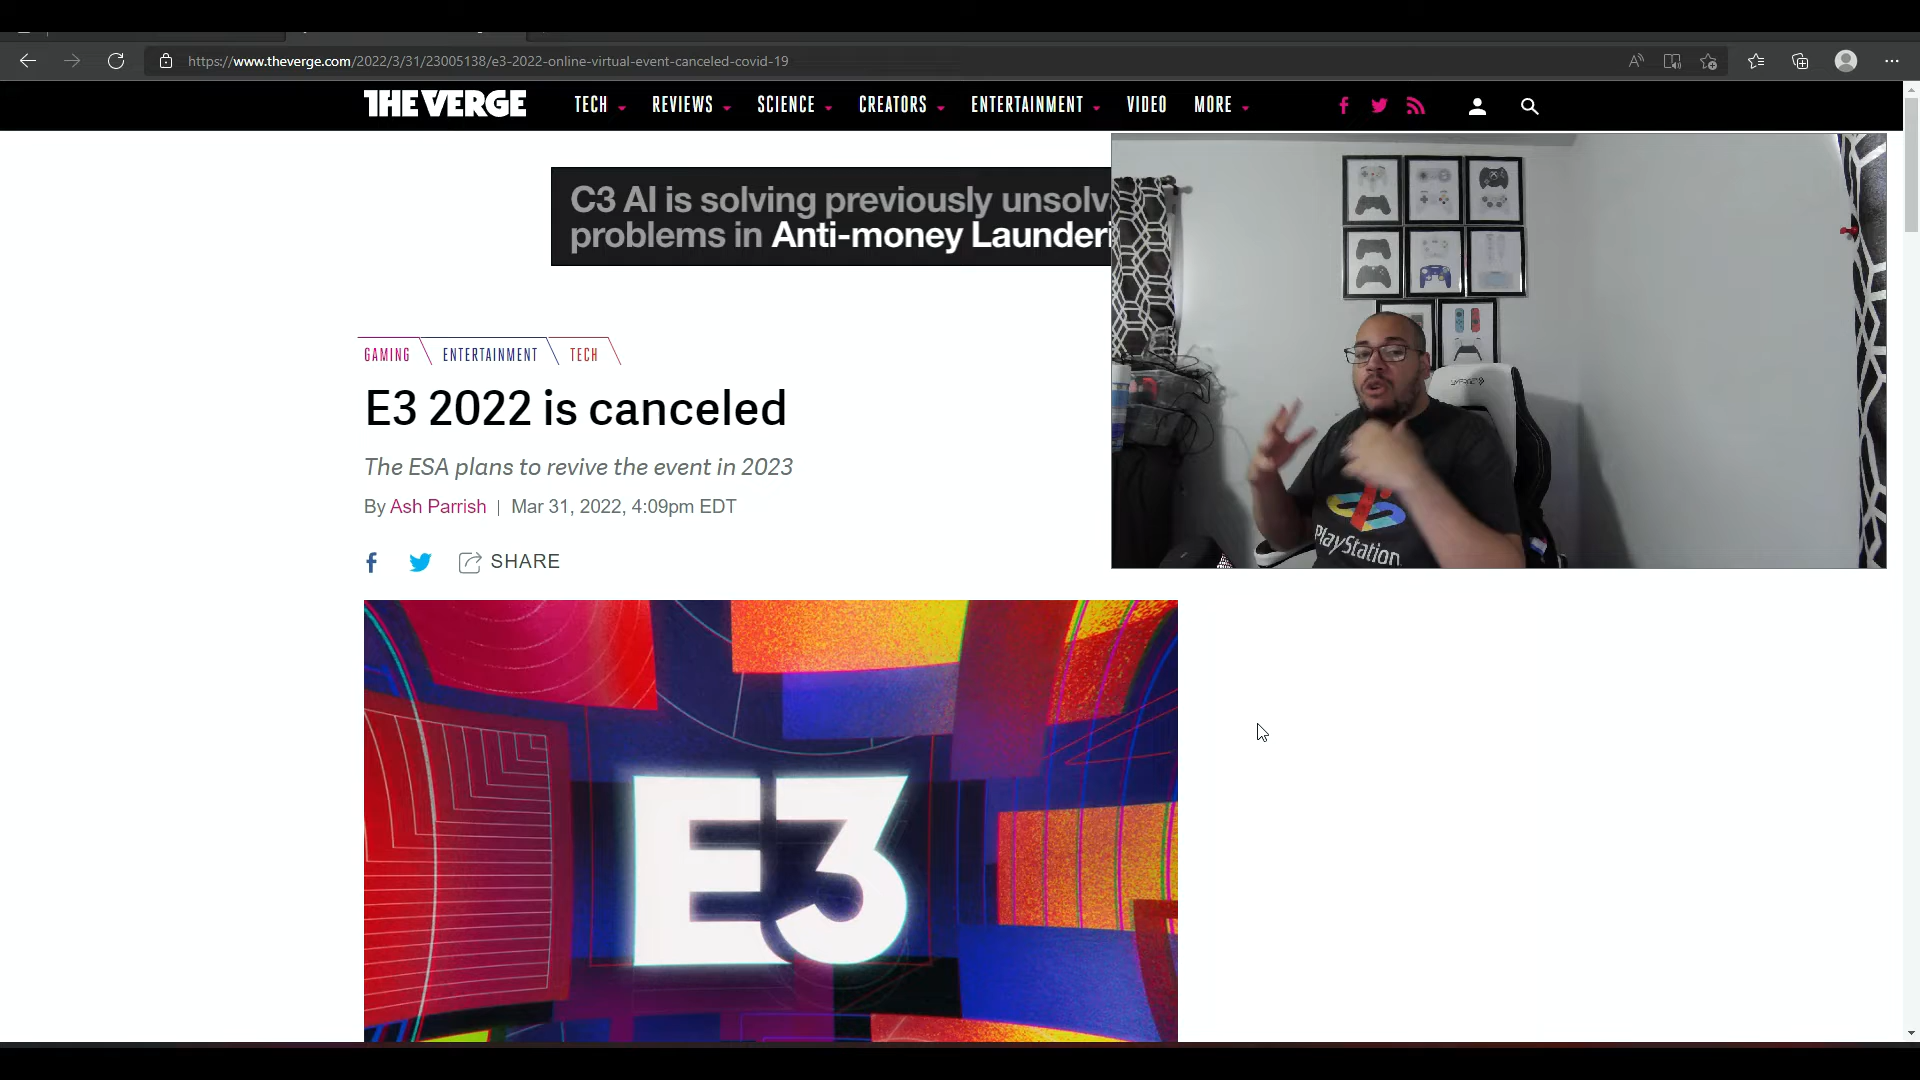 https://www.theverge.com/2022/3/31/23005138/e3-2022-online-virtual-event-canceled-covid-19
THE VERGE
TECH REVIEWS SCIENCE CREATORS ENTERTAINMENT VIDEO MORE
C3 AI is solving previously unsolv
problems in Anti-money Launderi
GAMING ENTERTAINMENT TECH
E3 2022 is canceled
The ESA plans to revive the event in 2023
By Ash Parrish | Mar 31, 2022, 4:09pm EDT
SHARE
PlayStation
E3